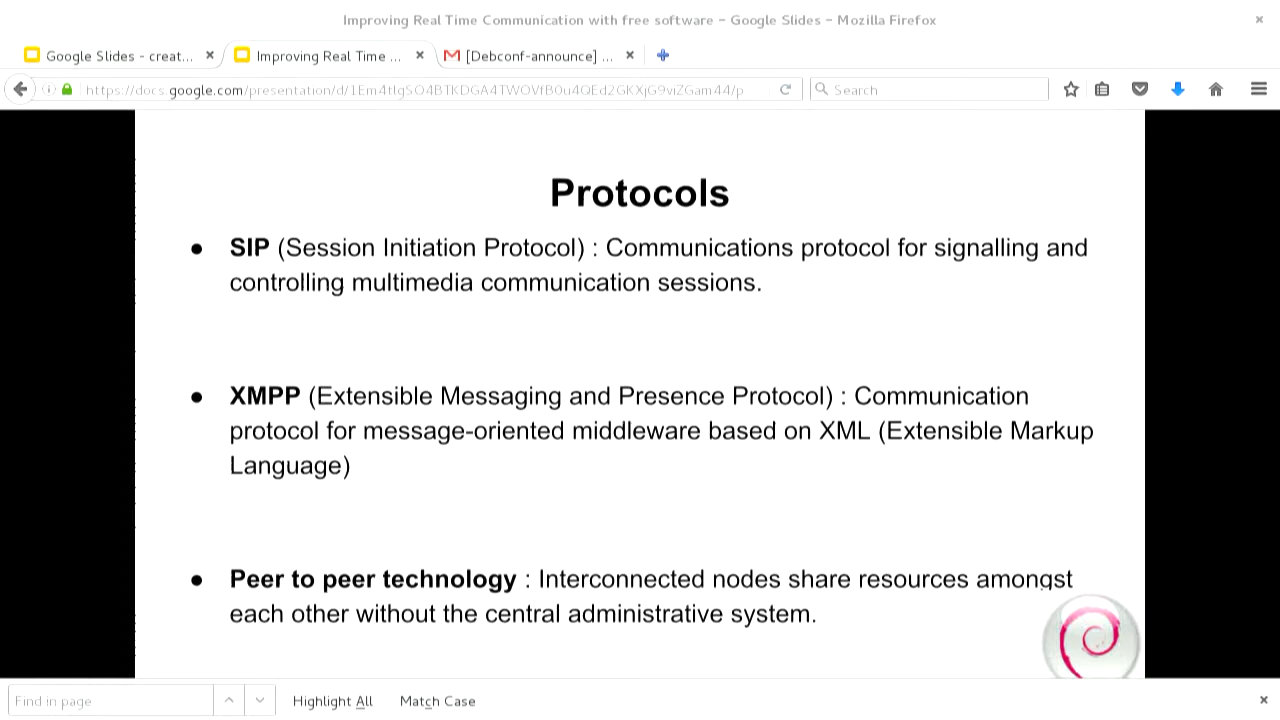 Improving Real Time Communication with free software - Google Slides - Mozilla Firefox
Google Slides - creat...
Improving Real Time ...
[Debconf-announce] ...
Search
Protocols
● SIP (Session Initiation Protocol) : Communications protocol for signalling and
controlling multimedia communication sessions.
● XMPP (Extensible Messaging and Presence Protocol) : Communication
protocol for message-oriented middleware based on XML (Extensible Markup
Language)
● Peer to peer technology : Interconnected nodes share resources amongst
each other without the central administrative system.
Find in page
Highlight All
Match Case